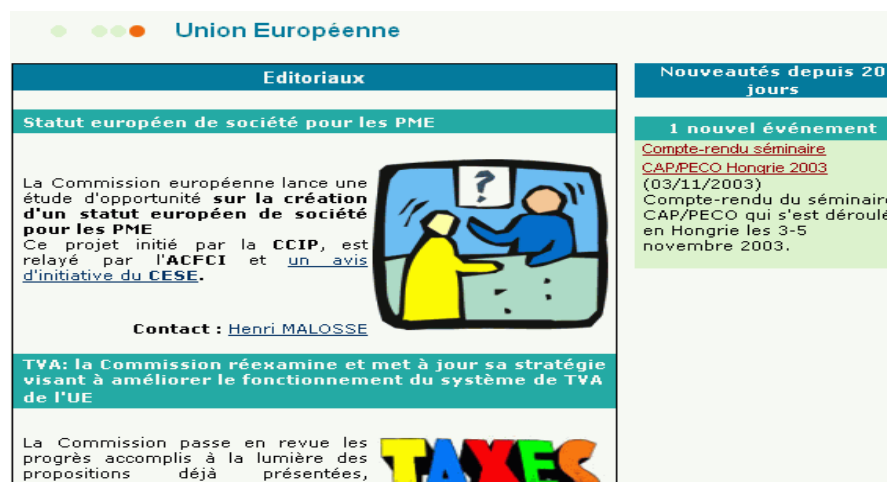 Union Européenne
Editoriaux
Statut européen de société pour les PME
La Commission européenne lance une
étude d'opportunité sur la création
d'un statut européen de société
pour les PME
Ce projet initié par la CCIP, est
relayé par l'ACFCI et un avis
d'initiative du CESE.
?
Contact : Henri MALOSSE
TVA: la Commission réexamine et met à jour sa stratégie
visant à améliorer le fonctionnement du système de TVA
de l'UE
La Commission passe en revue les
progrès accomplis à la lumière des
propositions déjà présentées,
TAXES
Nouveautés depuis 20
jours
1 nouvel événement
Compte-rendu séminaire
CAP/PECO Hongrie 2003
(03/11/2003)
Compte-rendu du séminaire
CAP/PECO qui s'est déroulé
en Hongrie les 3-5
novembre 2003.